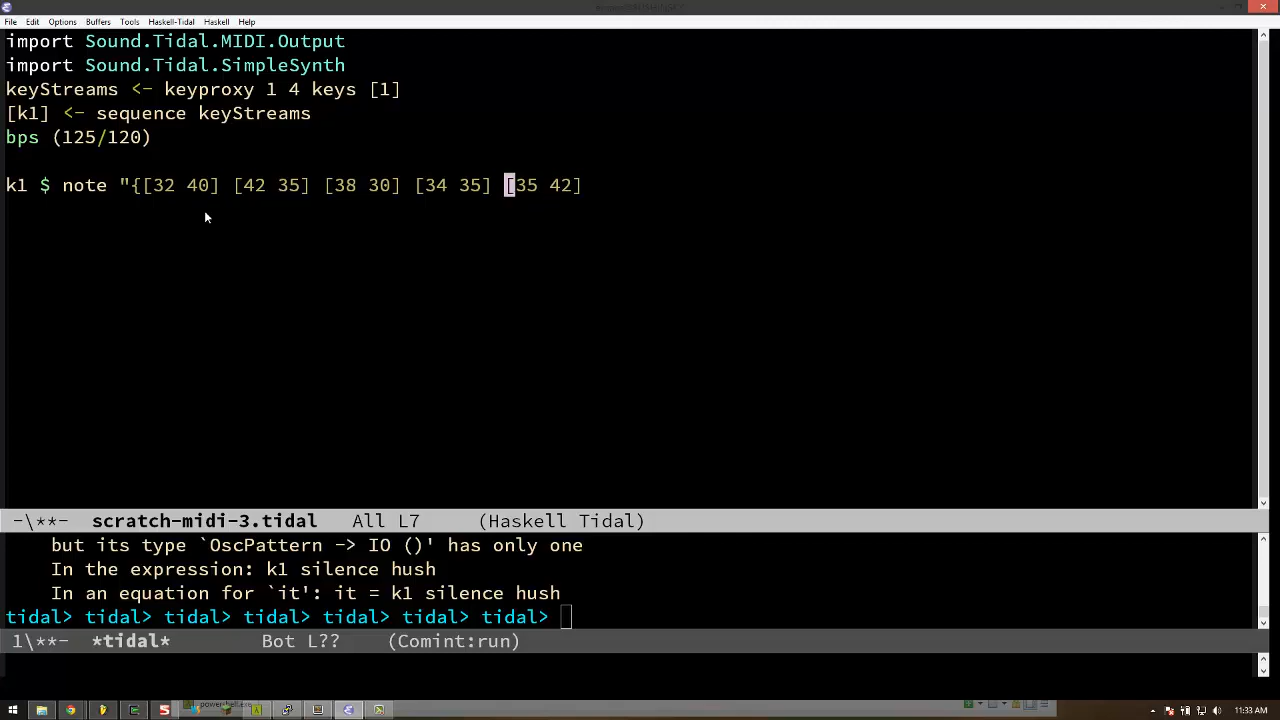 File Edit Options Buffers Tools Haskell-Tidal Haskell Help
import Sound.Tidal.MIDI.Output
import Sound.Tidal.SimpleSynth
keyStreams <- keyproxy 1 4 keys [1]
[k1] <- sequence keyStreams
bps (125/120)
k1 $ note "{[32 40] [42 35] [38 30] [34 35] [35 42]
-\**- scratch-midi-3.tidal All L7 (Haskell Tidal)
but its type `OscPattern -> IO ()' has only one
In the expression: k1 silence hush
In an equation for `it': it = k1 silence hush
tidal> tidal> tidal> tidal> tidal> tidal> tidal>
1\**- *tidal* Bot L?? (Comint:run)
powershell.exe
11:33 AM